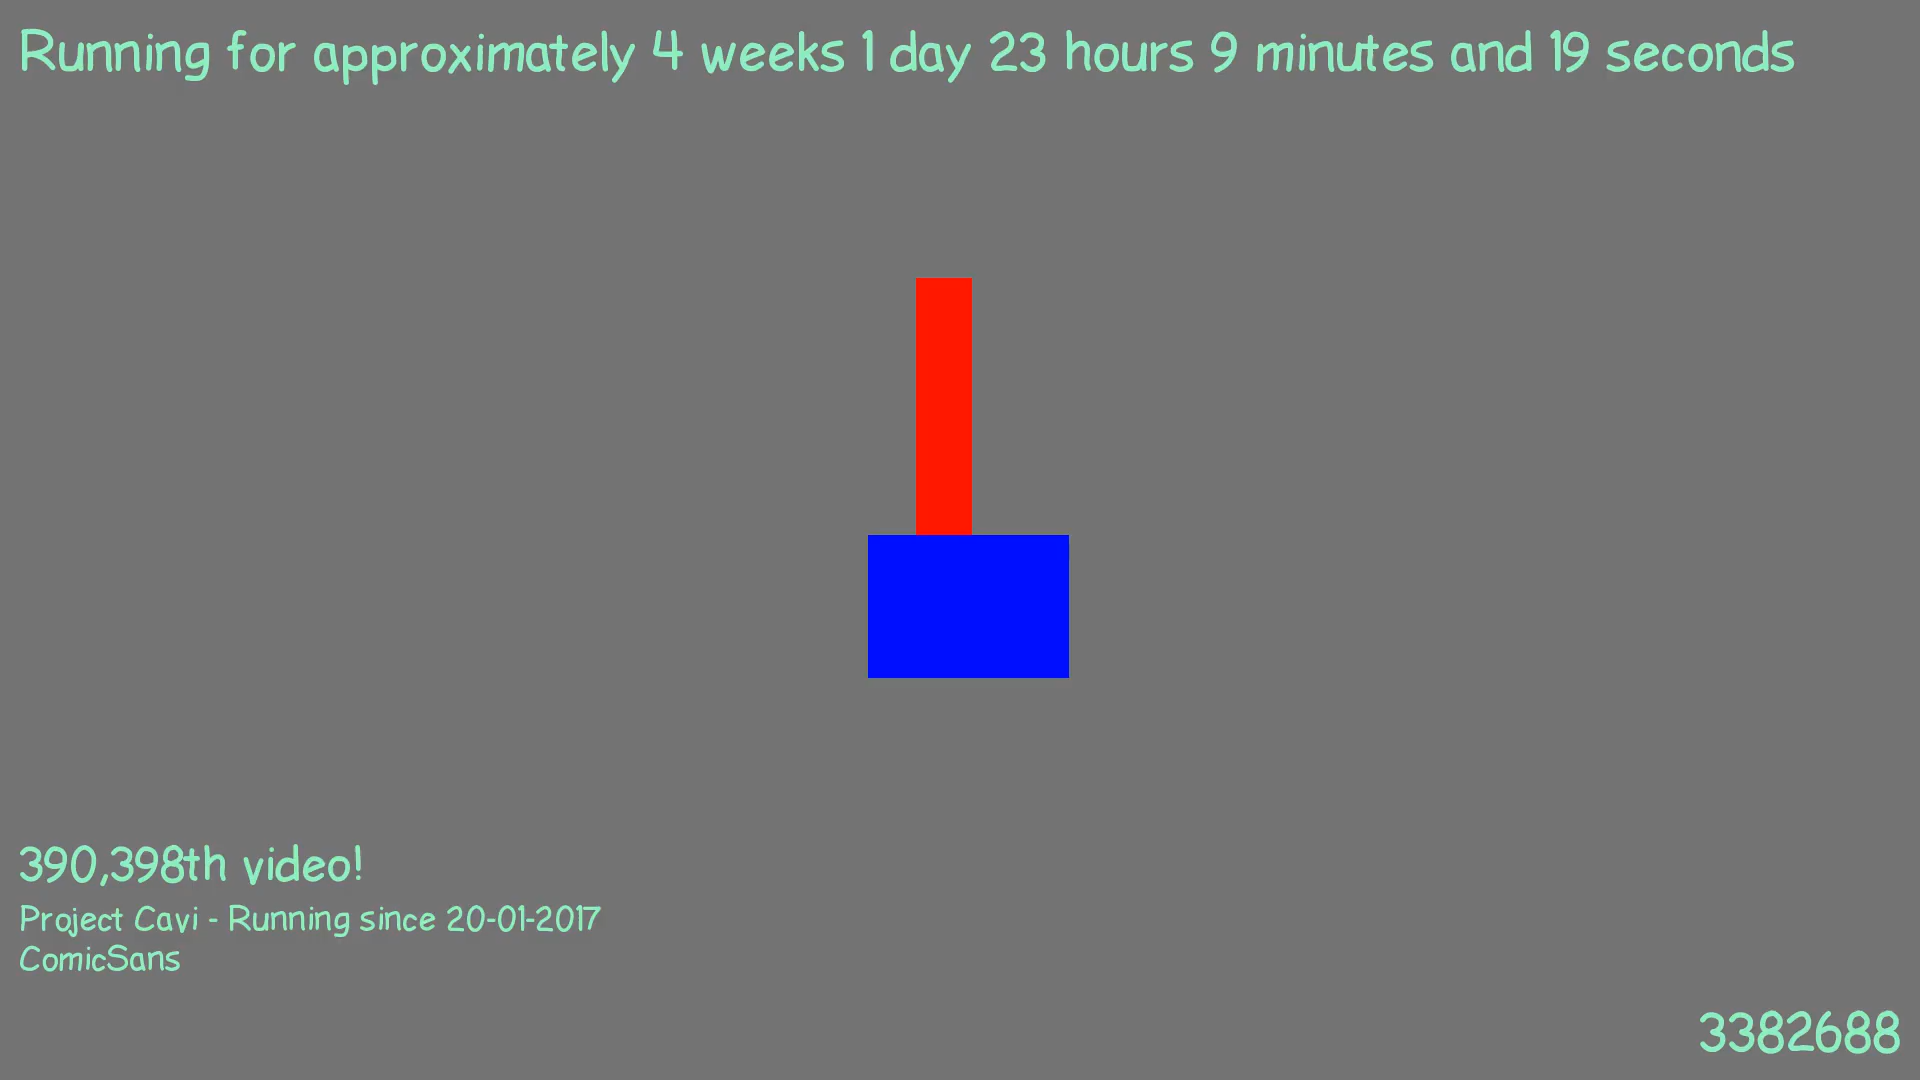 Running for approximately 4 weeks 1 day 23 hours 9 minutes and 19 seconds
390,398th video!
Project Cavi - Running since 20-01-2017
ComicSans
3382688